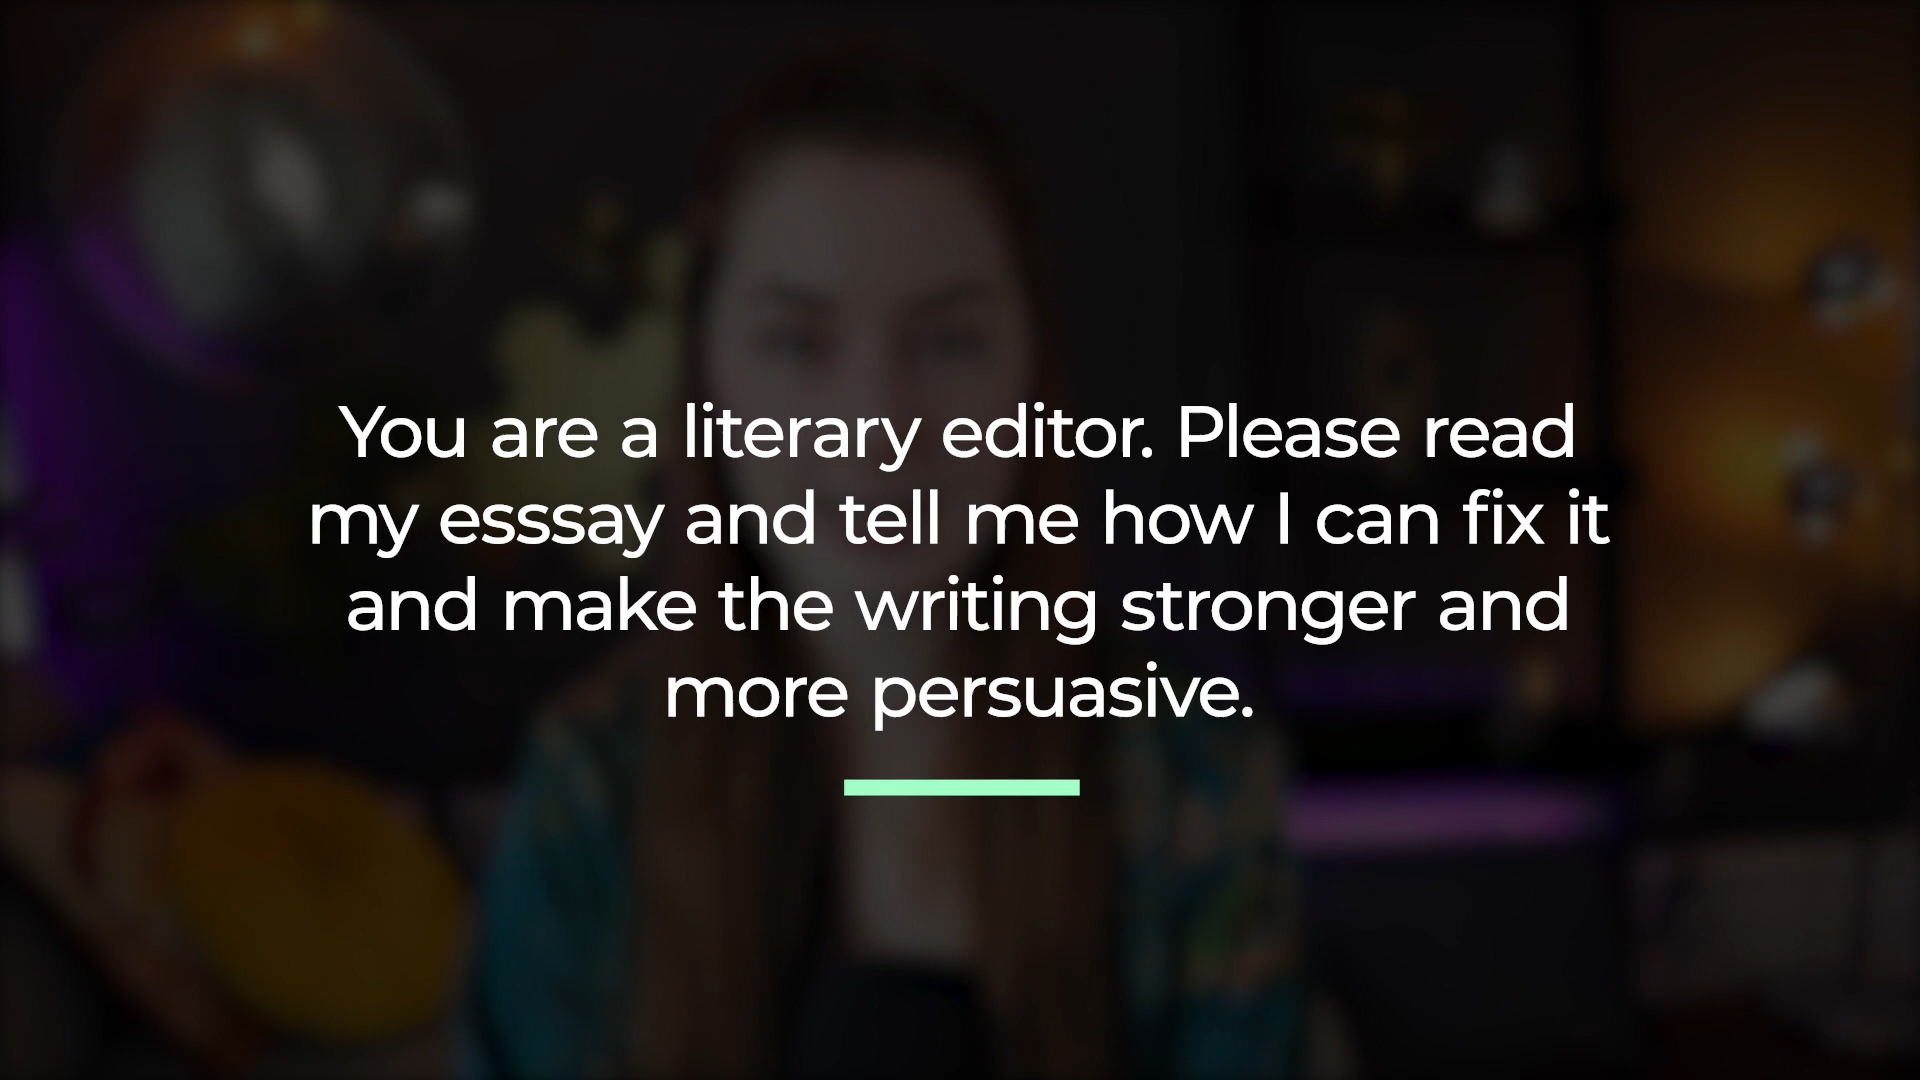 You are a literary editor. Please read
my esssay and tell me how I can fix it
and make the writing stronger and
more persuasive.